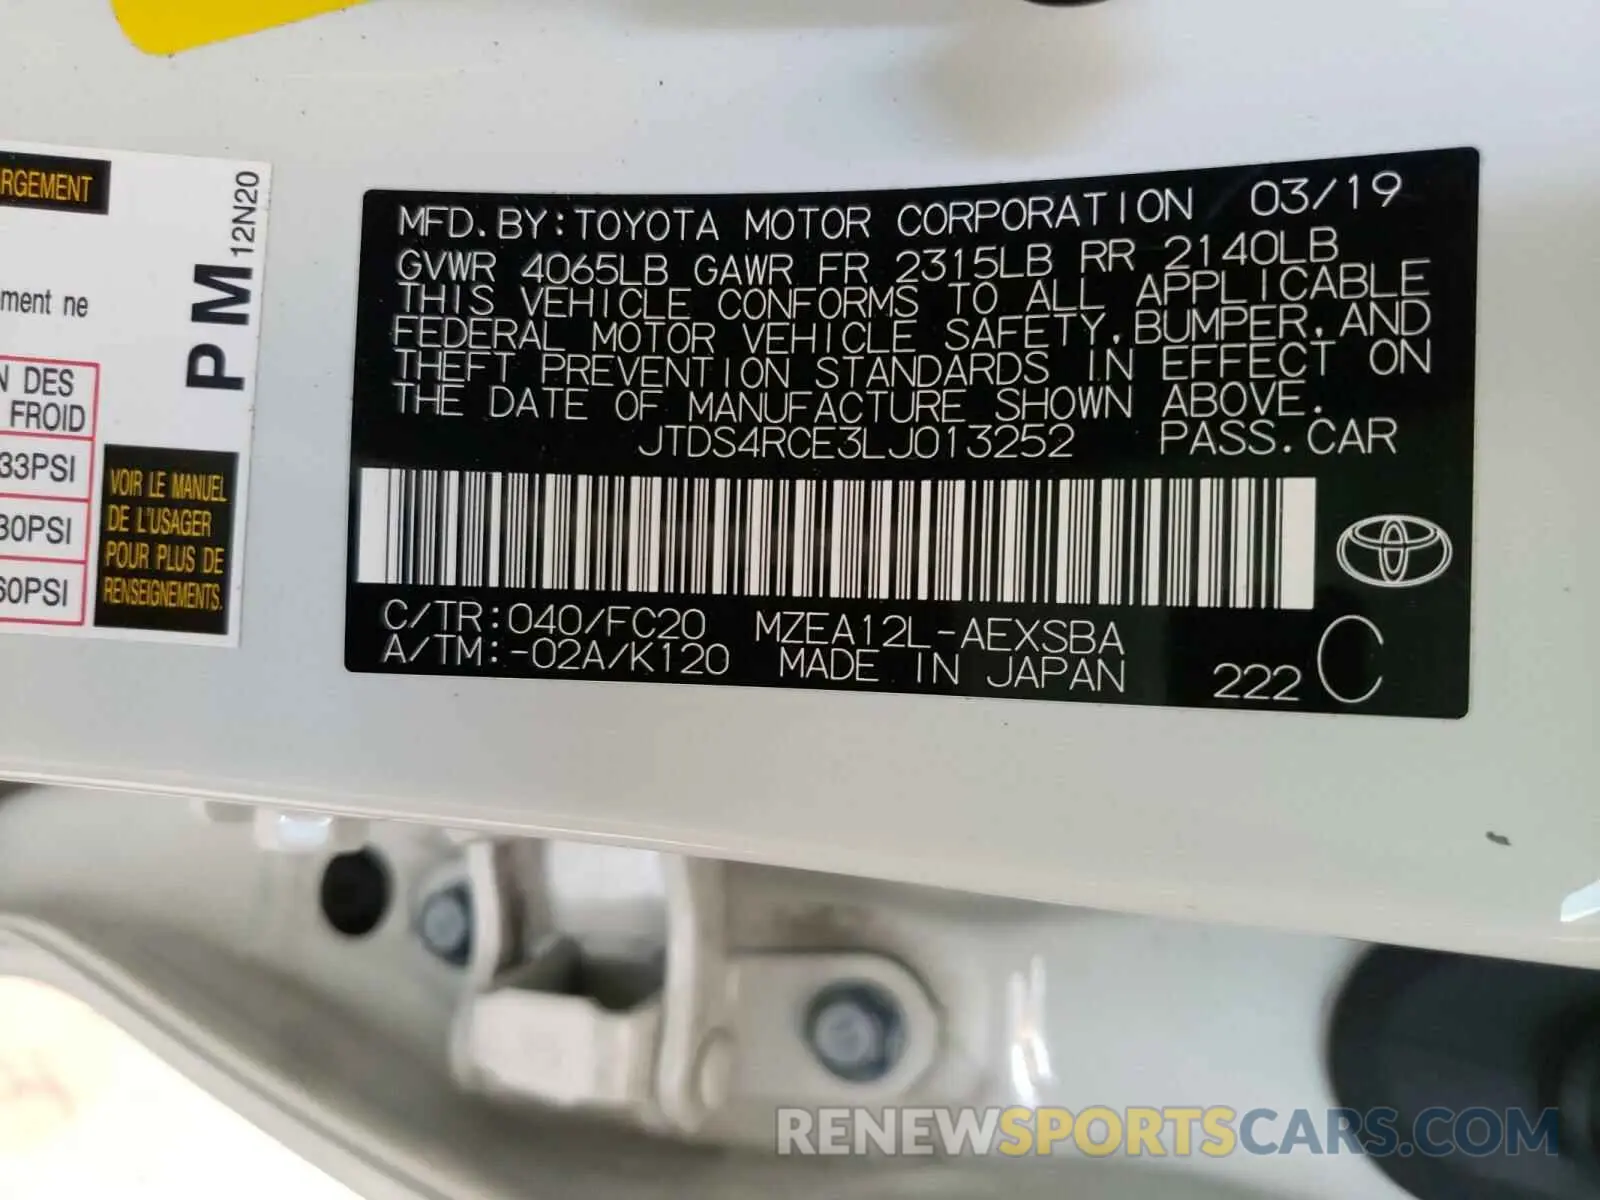 RGEMENT
ement ne
N DES
FROID
33PSI
30PSI
60PSI
PM 12N20
VOIR LE MANUEL
DE L'USAGER
POUR PLUS DE
RENSEIGNEMENTS.
MFD. BY: TOYOTA MOTOR CORPORATION 03/19
GVWR 4065LB GAWR FR 2315LB RR 2140LB
THIS VEHICLE CONFORMS TO ALL APPLICABLE
FEDERAL MOTOR VEHICLE SAFETY, BUMPER, AND
THEFT PREVENTION STANDARDS IN EFFECT ON
THE DATE OF MANUFACTURE SHOWN ABOVE.
JTDS4RCE3LJ013252 PASS. CAR
C/TR: 040/FC20 MZEA12L-AEXSBA
A/TM: -02A/K120 MADE IN JAPAN 222 C
RENEWSPORTSCARS.COM